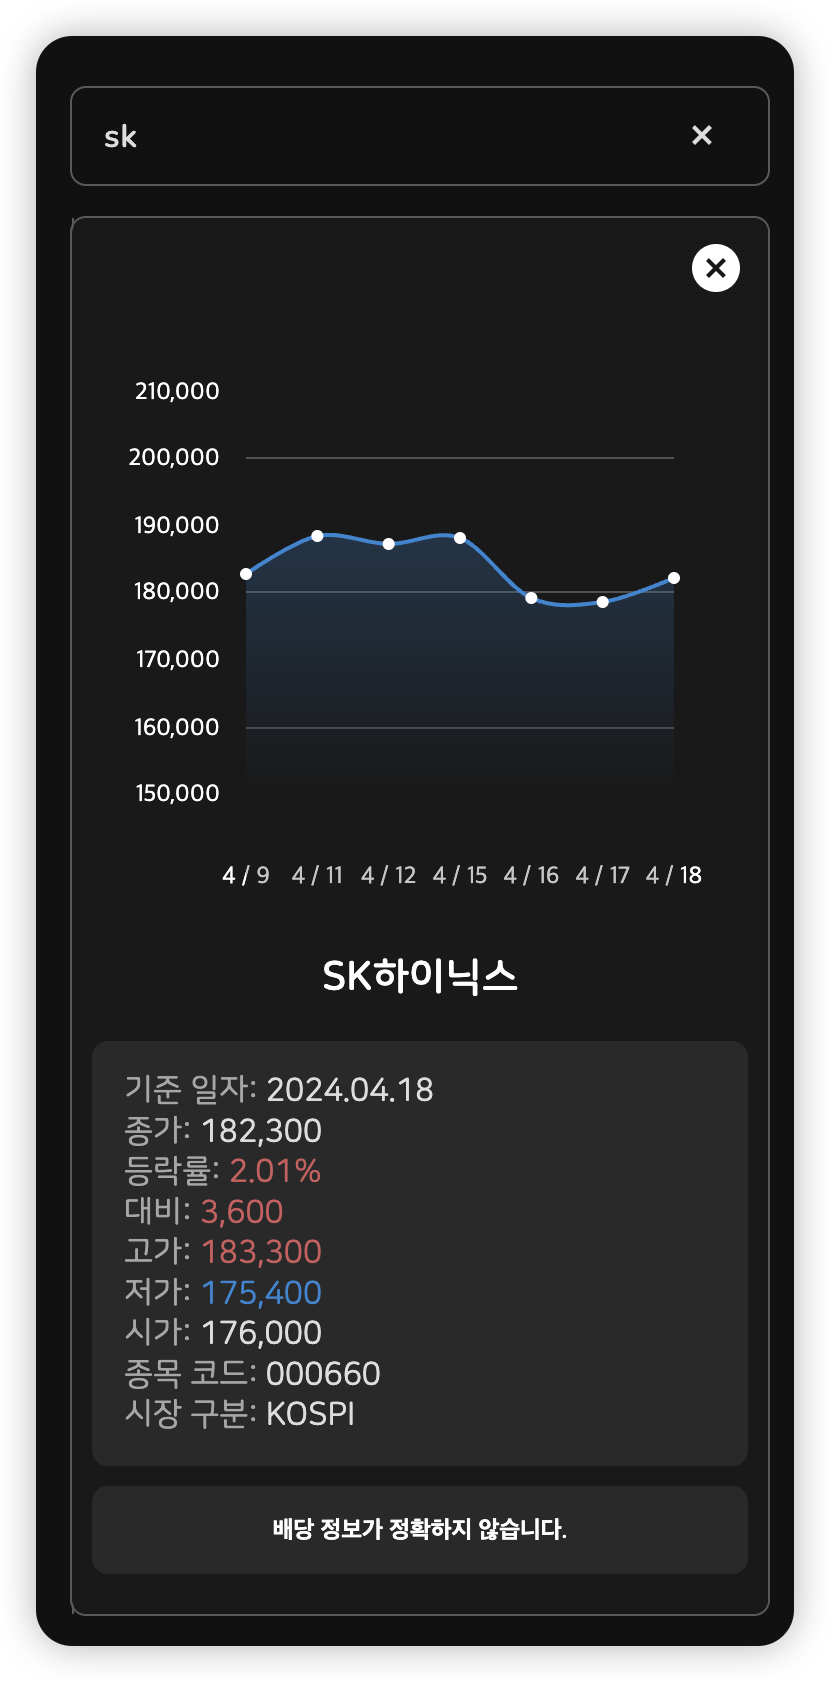 sk
210,000
200,000
190,000
180,000
170,000
160,000
150,000
4 / 9 4 / 11 4 / 12 4 / 15 4 / 16 4 / 17 4 / 18
SK하이닉스
기준 일자: 2024.04.18
종가: 182,300
등락률: 2.01%
대비: 3,600
고가: 183,300
저가: 175,400
시가: 176,000
종목 코드: 000660
시장 구분: KOSPI
배당 정보가 정확하지 않습니다.